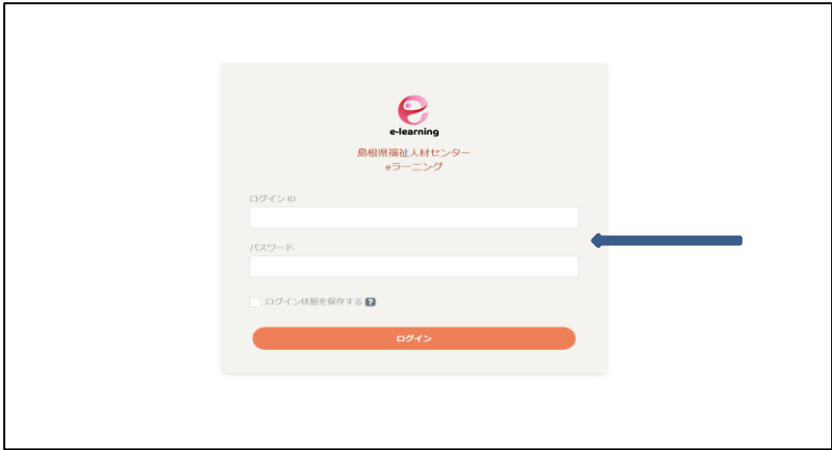 e-learning
島根県福祉人材センター
eラーニング
ログイン ID
パスワード
ログイン状態を保存する ?
ログイン